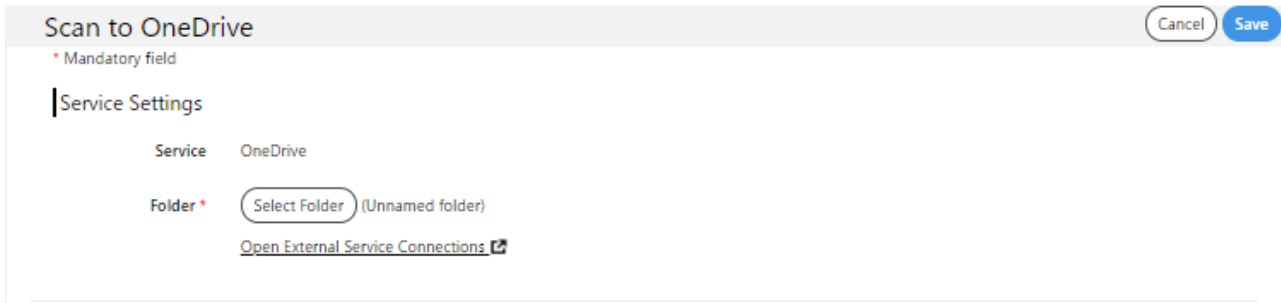 Scan to OneDrive
Cancel
Save
* Mandatory field
Service Settings
Service OneDrive
Folder * Select Folder (Unnamed folder)
Open External Service Connections